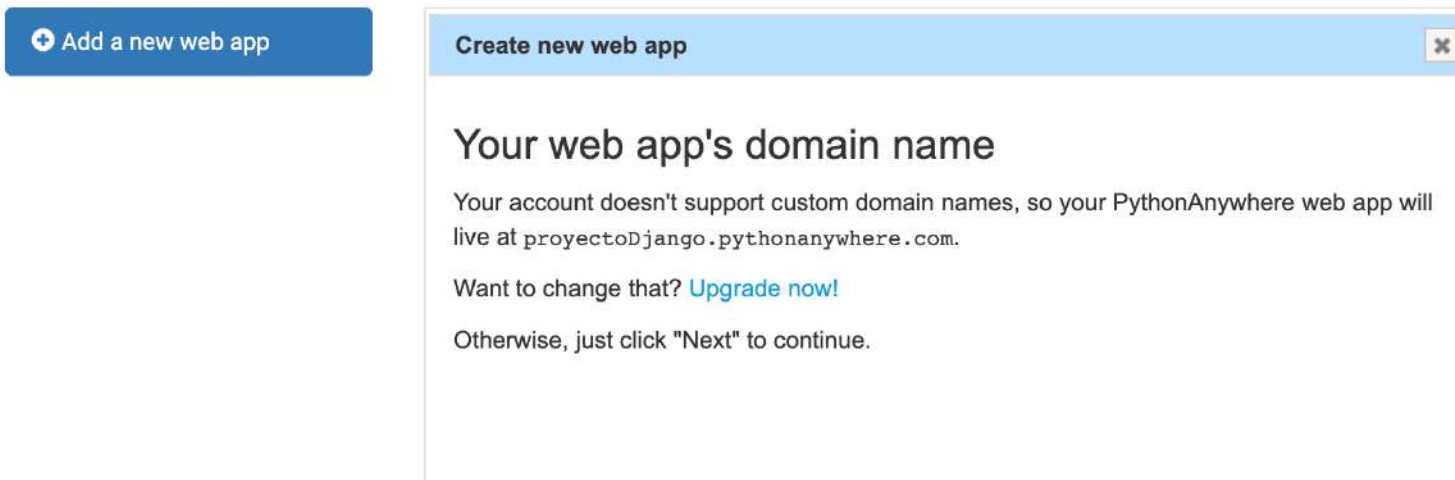 Add a new web app
Create new web app
Your web app's domain name
Your account doesn't support custom domain names, so your PythonAnywhere web app will
live at proyectoDjango.pythonanywhere.com.
Want to change that? Upgrade now!
Otherwise, just click "Next" to continue.